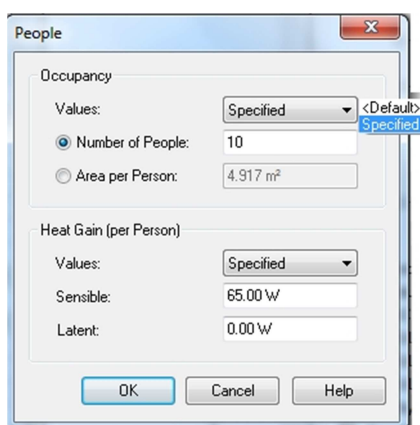 People
Occupancy
Values: Specified <Default>
Specified
Number of People: 10
Area per Person: 4.917 m²
Heat Gain (per Person)
Values: Specified
Sensible: 65.00 W
Latent: 0.00 W
OK Cancel Help